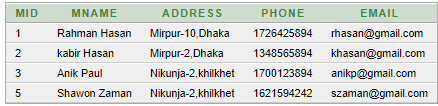 MID MNAME ADDRESS PHONE EMAIL
1 Rahman Hasan Mirpur-10,Dhaka 1726425894 rhasan@gmail.com
2 kabir Hasan Mirpur-2,Dhaka 1348565894 khasan@gmail.com
3 Anik Paul Nikunja-2,khilkhet 1700123894 anikp@gmail.com
5 Shawon Zaman Nikunja-2,khilkhet 1621594242 szaman@gmail.com